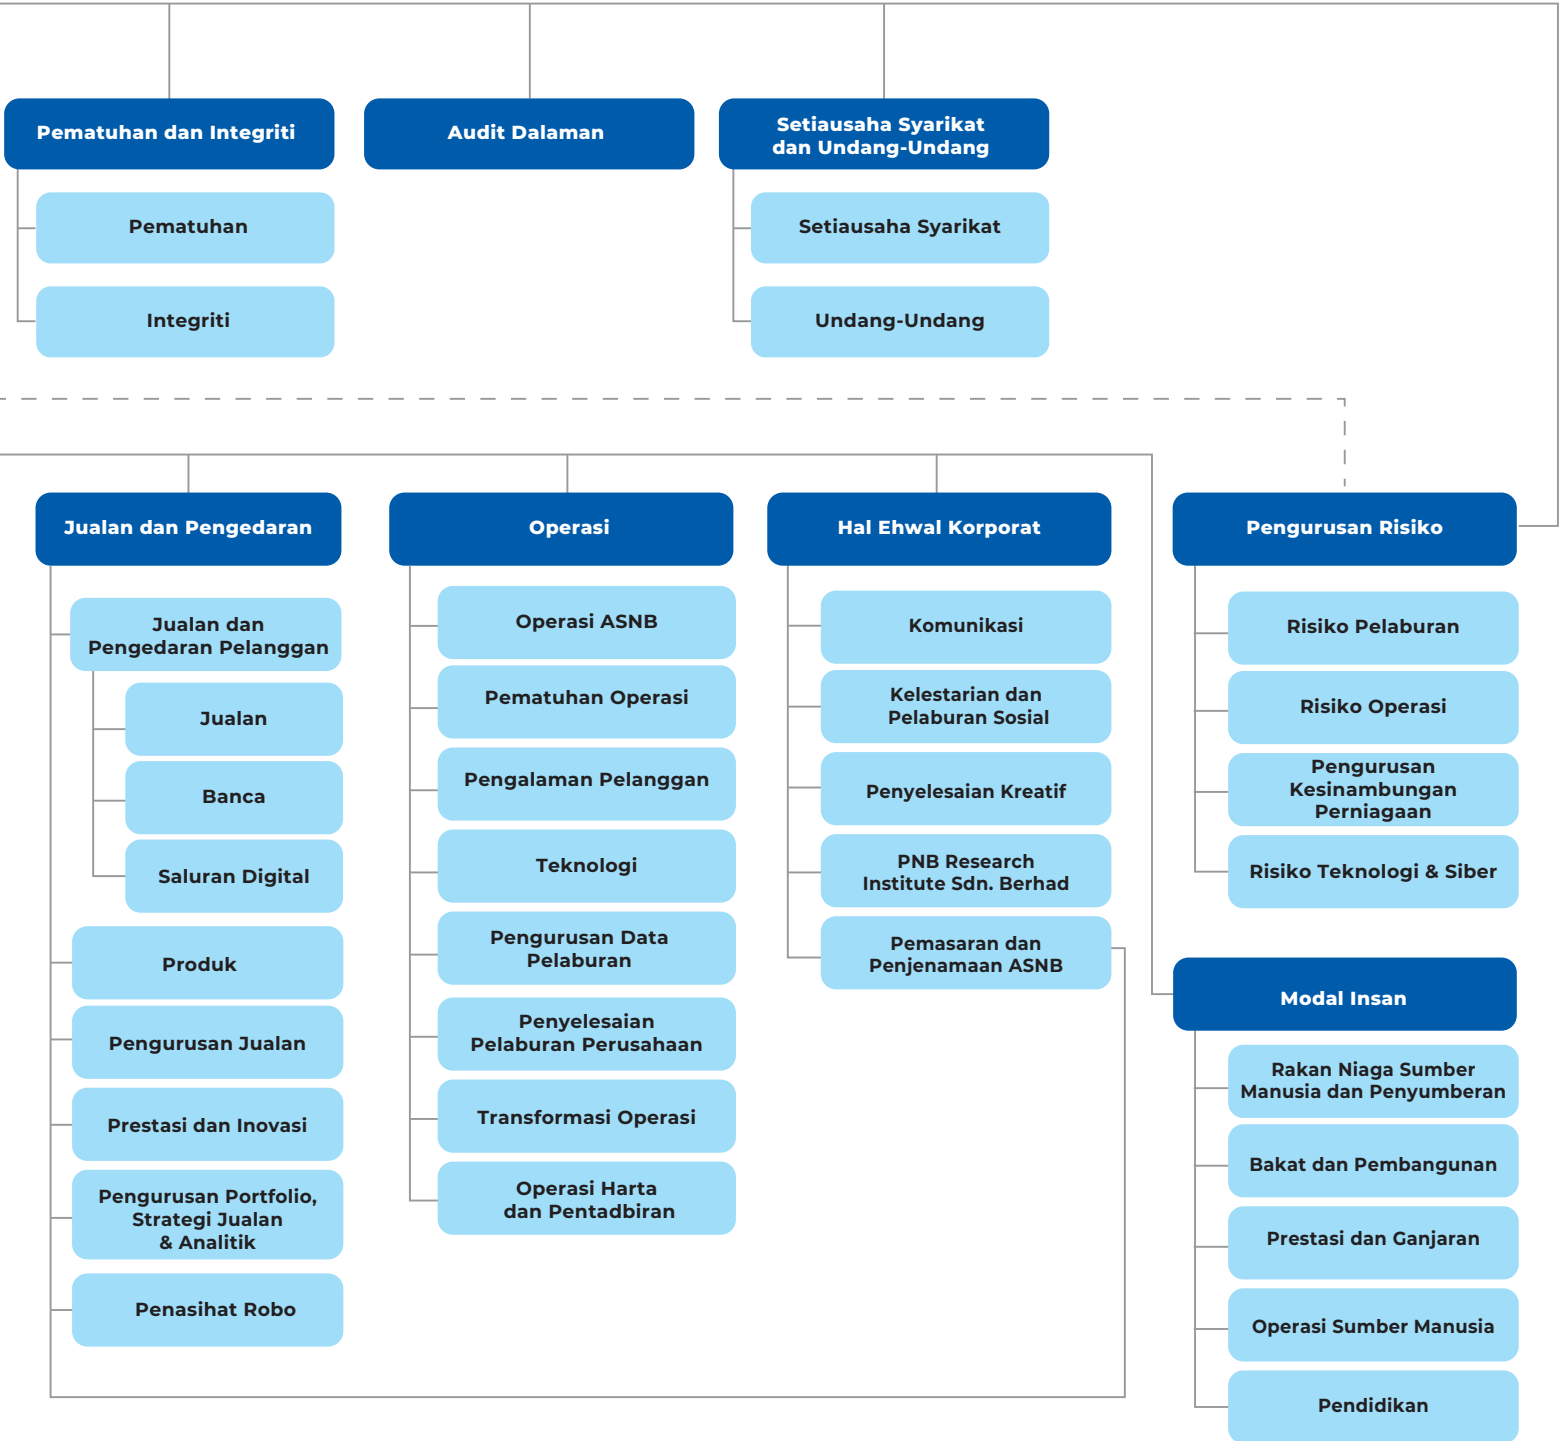 Pematuhan dan Integriti
Pematuhan
Integriti
Audit Dalaman
Setiausaha Syarikat
dan Undang-Undang
Setiausaha Syarikat
Undang-Undang
Jualan dan Pengedaran
Jualan dan
Pengedaran Pelanggan
Jualan
Banca
Saluran Digital
Produk
Pengurusan Jualan
Prestasi dan Inovasi
Pengurusan Portfolio,
Strategi Jualan
& Analitik
Penasihat Robo
Operasi
Operasi ASNB
Pematuhan Operasi
Pengalaman Pelanggan
Teknologi
Pengurusan Data
Pelaburan
Penyelesaian
Pelaburan Perusahaan
Transformasi Operasi
Operasi Harta
dan Pentadbiran
Hal Ehwal Korporat
Komunikasi
Kelestarian dan
Pelaburan Sosial
Penyelesaian Kreatif
PNB Research
Institute Sdn. Berhad
Pemasaran dan
Penjenamaan ASNB
Pengurusan Risiko
Risiko Pelaburan
Risiko Operasi
Pengurusan
Kesinambungan
Perniagaan
Risiko Teknologi & Siber
Modal Insan
Rakan Niaga Sumber
Manusia dan Penyumberan
Bakat dan Pembangunan
Prestasi dan Ganjaran
Operasi Sumber Manusia
Pendidikan